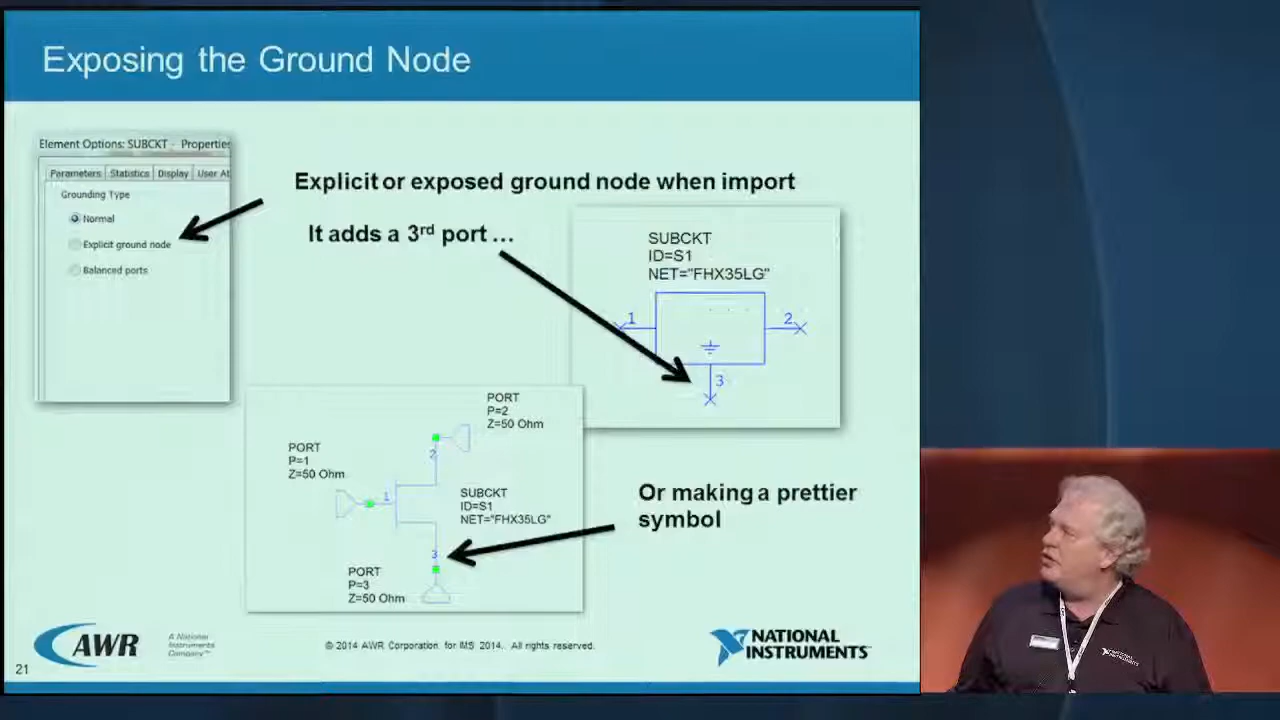 Exposing the Ground Node
Element Options: SUBCKT - Properties
Parameters Statistics Display User At
Grounding Type
Normal
Explicit ground node
Balanced ports
Explicit or exposed ground node when import
It adds a 3rd port ...
SUBCKT
ID=S1
NET="FHX35LG"
1
2
3
PORT
P=2
Z=50 Ohm
2
PORT
P=1
Z=50 Ohm
1
SUBCKT
ID=S1
NET="FHX35LG"
3
PORT
P=3
Z=50 Ohm
Or making a prettier
symbol
AWR
A National
Instruments
Company™
© 2014 AWR Corporation for IMS 2014. All rights reserved.
NATIONAL
INSTRUMENTS
21
NATIONAL
INSTRUMENTS